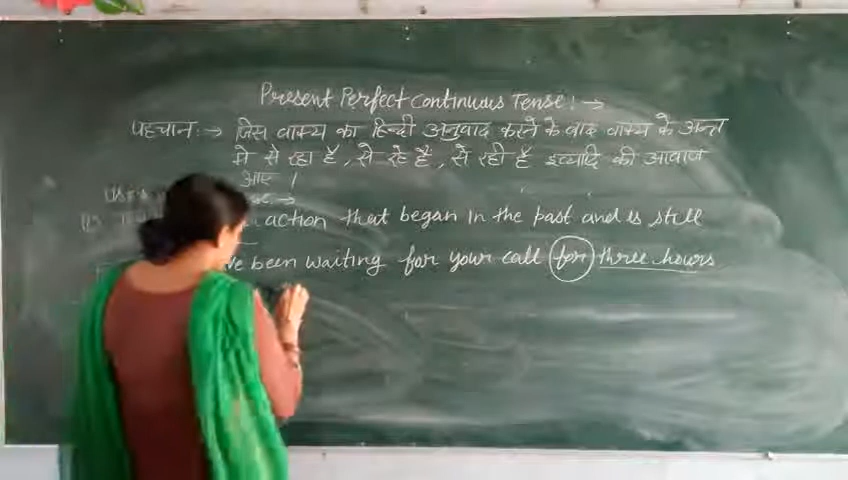 Present Perfect Continuous Tense : →
पहचान :→ जिस वाक्य का हिन्दी अनुवाद करने के बाद वाक्य के अन्त
मे से रहा है, से रहे है, से रही है इत्यादि की आवाज
आए ।
action that began in the past and is still
been waiting for your call for three hours